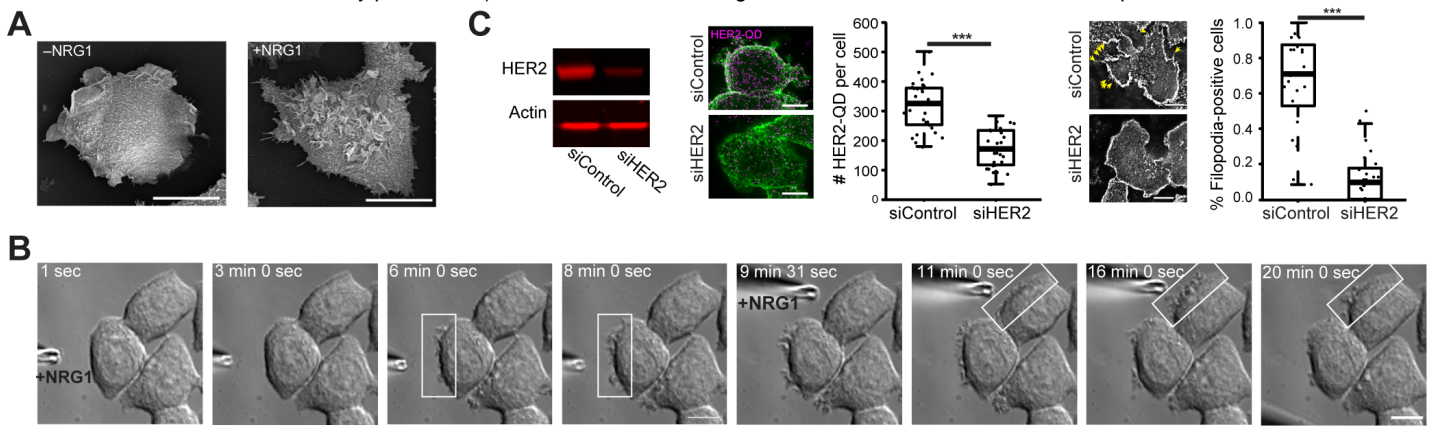 A
–NRG1
+NRG1
C
HER2
Actin
siControl
siHER2
HER2-QD
siControl
siHER2
# HER2-QD per cell
600
500
400
300
200
100
0
***
siControl
siHER2
siControl
siHER2
% Filopodia-positive cells
1.0
0.8
0.6
0.4
0.2
0.0
***
siControl
siHER2
B
1 sec
+NRG1
3 min 0 sec
6 min 0 sec
8 min 0 sec
9 min 31 sec
+NRG1
11 min 0 sec
16 min 0 sec
20 min 0 sec